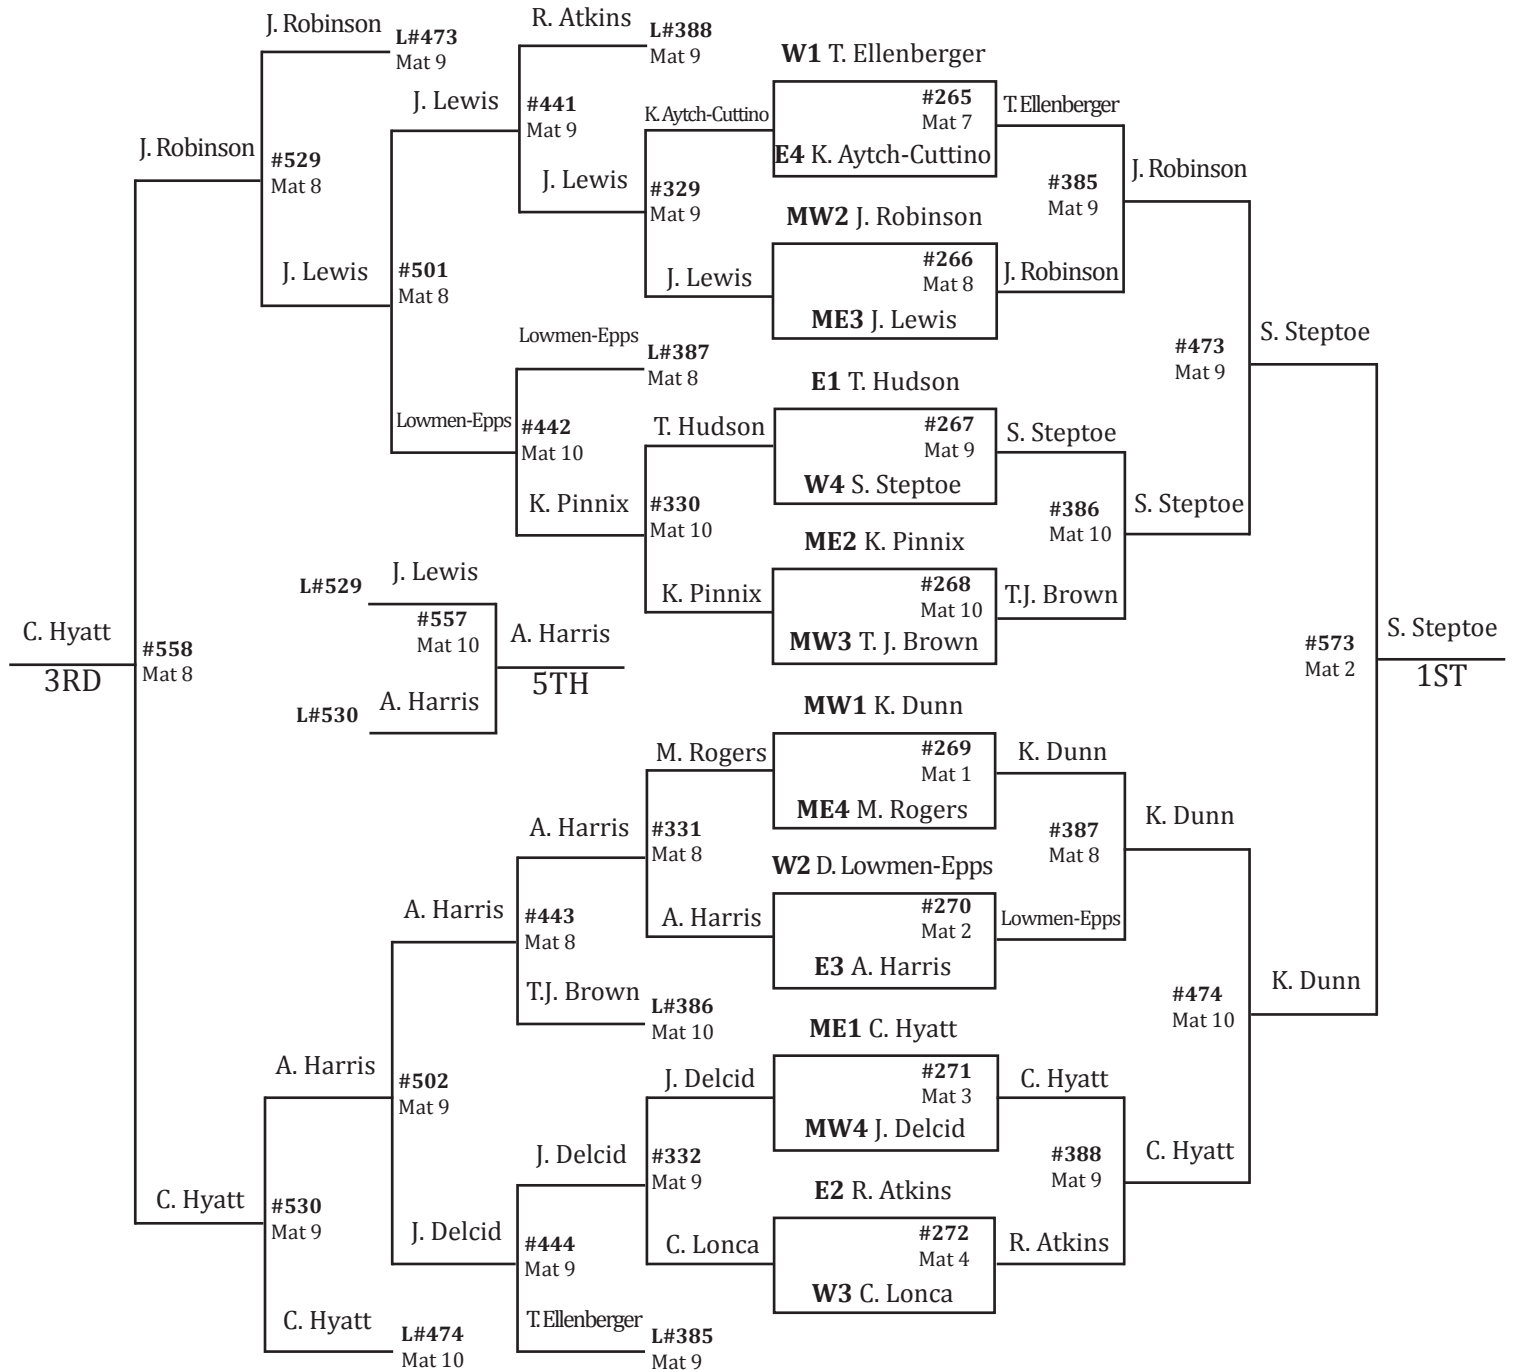 J. Robinson
L#473
Mat 9
R. Atkins
L#388
Mat 9
W1 T. Ellenberger
J. Lewis
#441
Mat 9
K. Aytch-Cuttino
#265
Mat 7
T. Ellenberger
J. Robinson
#529
Mat 8
E4 K. Aytch-Cuttino
J. Lewis
#329
Mat 9
#385
Mat 9
J. Robinson
MW2 J. Robinson
J. Lewis
#501
Mat 8
J. Lewis
#266
Mat 8
J. Robinson
ME3 J. Lewis
Lowmen-Epps
L#387
Mat 8
#473
Mat 9
S. Steptoe
E1 T. Hudson
Lowmen-Epps
#442
Mat 10
T. Hudson
#267
Mat 9
S. Steptoe
W4 S. Steptoe
K. Pinnix
#330
Mat 10
#386
Mat 10
S. Steptoe
ME2 K. Pinnix
L#529
J. Lewis
K. Pinnix
#268
Mat 10
T.J. Brown
MW3 T. J. Brown
C. Hyatt
3RD
#558
Mat 8
#557
Mat 10
A. Harris
5TH
#573
Mat 2
S. Steptoe
1ST
L#530
A. Harris
MW1 K. Dunn
M. Rogers
#269
Mat 1
K. Dunn
ME4 M. Rogers
A. Harris
#331
Mat 8
#387
Mat 8
K. Dunn
W2 D. Lowmen-Epps
A. Harris
#443
Mat 8
A. Harris
#270
Mat 2
Lowmen-Epps
E3 A. Harris
T.J. Brown
L#386
Mat 10
#474
Mat 10
K. Dunn
ME1 C. Hyatt
A. Harris
#502
Mat 9
J. Delcid
#271
Mat 3
C. Hyatt
MW4 J. Delcid
J. Delcid
#332
Mat 9
#388
Mat 9
C. Hyatt
E2 R. Atkins
C. Hyatt
#530
Mat 9
J. Delcid
#444
Mat 9
C. Lonca
#272
Mat 4
R. Atkins
W3 C. Lonca
C. Hyatt
L#474
Mat 10
T. Ellenberger
L#385
Mat 9